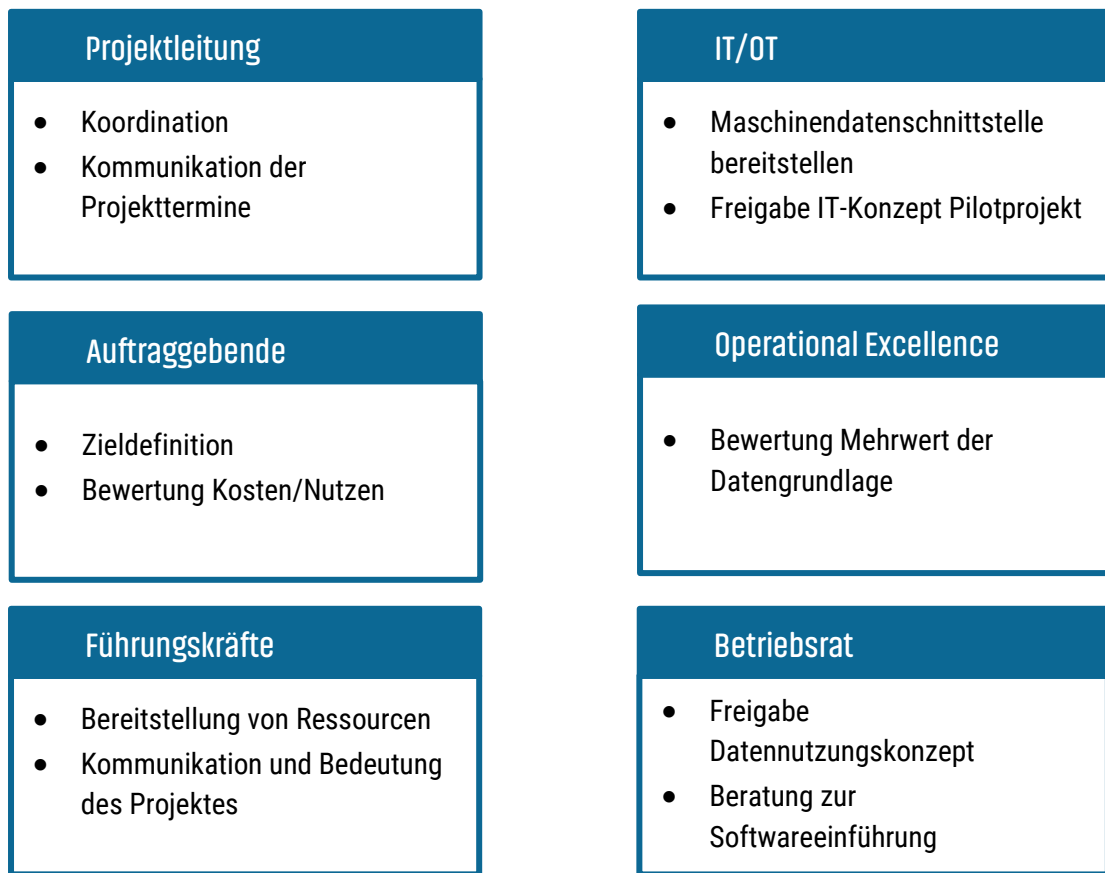 Projektleitung
● Koordination
● Kommunikation der
Projekttermine
IT/OT
● Maschinendatenschnittstelle
bereitstellen
● Freigabe IT-Konzept Pilotprojekt
Auftraggebende
● Zieldefinition
● Bewertung Kosten/Nutzen
Operational Excellence
● Bewertung Mehrwert der
Datengrundlage
Führungskräfte
● Bereitstellung von Ressourcen
● Kommunikation und Bedeutung
des Projektes
Betriebsrat
● Freigabe
Datennutzungskonzept
● Beratung zur
Softwareeinführung